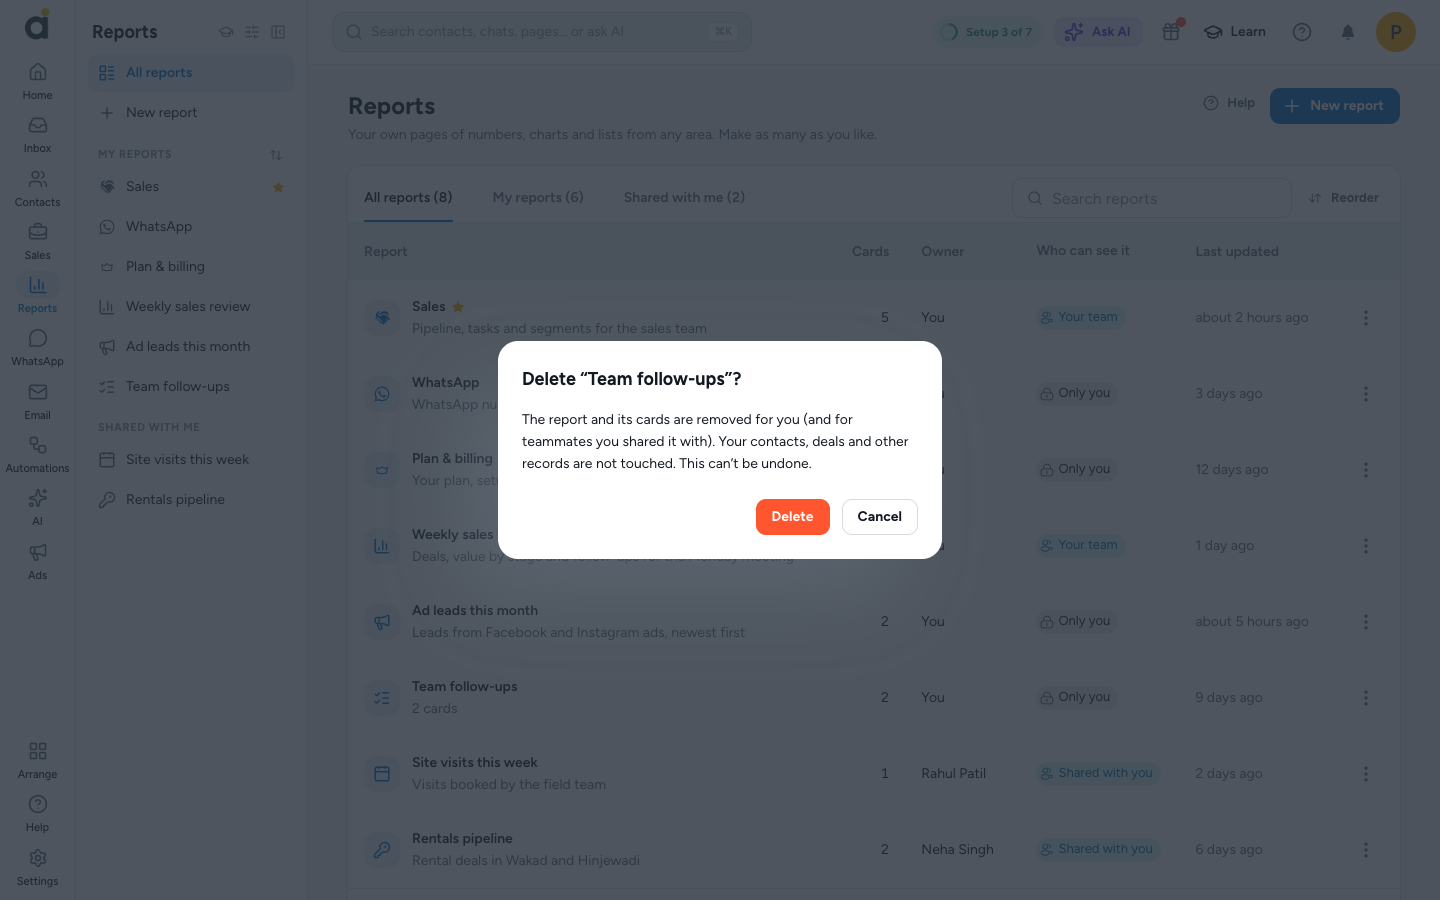 Reports
Search contacts, chats, pages... or ask AI
⌘K
Setup 3 of 7
Ask AI
Learn
P
Home
Inbox
Contacts
Sales
Reports
WhatsApp
Email
Automations
AI
Ads
Arrange
Help
Settings
All reports
New report
MY REPORTS
Sales
WhatsApp
Plan & billing
Weekly sales review
Ad leads this month
Team follow-ups
SHARED WITH ME
Site visits this week
Rentals pipeline
Reports
Your own pages of numbers, charts and lists from any area. Make as many as you like.
Help
New report
All reports (8)
My reports (6)
Shared with me (2)
Search reports
Reorder
Report
Cards
Owner
Who can see it
Last updated
Sales
Pipeline, tasks and segments for the sales team
5
You
Your team
about 2 hours ago
WhatsApp
WhatsApp
Only you
3 days ago
Plan & billing
Your plan,
Only you
12 days ago
Weekly sales
Deals, value by
Your team
1 day ago
Delete “Team follow-ups”?
The report and its cards are removed for you (and for
teammates you shared it with). Your contacts, deals and other
records are not touched. This can’t be undone.
Delete
Cancel
Ad leads this month
Leads from Facebook and Instagram ads, newest first
2
You
Only you
about 5 hours ago
Team follow-ups
2 cards
2
You
Only you
9 days ago
Site visits this week
Visits booked by the field team
1
Rahul Patil
Shared with you
2 days ago
Rentals pipeline
Rental deals in Wakad and Hinjewadi
2
Neha Singh
Shared with you
6 days ago